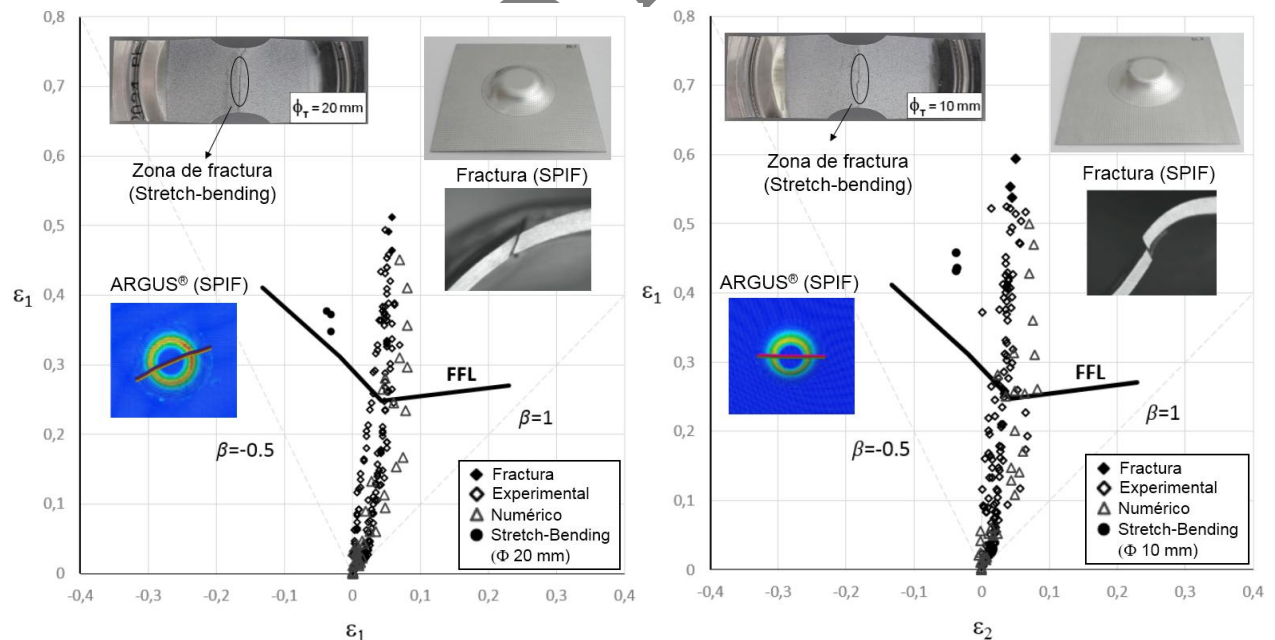 0,8
0,7
0,6
0,5
0,4
0,3
0,2
0,1
0
-0,4
-0,3
-0,2
-0,1
0
0,1
0,2
0,3
0,4
ε₁
ε₁
ϕT = 20 mm
Zona de fractura
(Stretch-bending)
Fractura (SPIF)
ARGUS® (SPIF)
FFL
β=1
β=-0.5
Fractura
Experimental
Numérico
Stretch-Bending
(Φ 20 mm)
0,8
0,7
0,6
0,5
0,4
0,3
0,2
0,1
0
-0,4
-0,3
-0,2
-0,1
0
0,1
0,2
0,3
0,4
ε₁
ε₂
ϕT = 10 mm
Zona de fractura
(Stretch-bending)
Fractura (SPIF)
ARGUS® (SPIF)
FFL
β=1
β=-0.5
Fractura
Experimental
Numérico
Stretch-Bending
(Φ 10 mm)